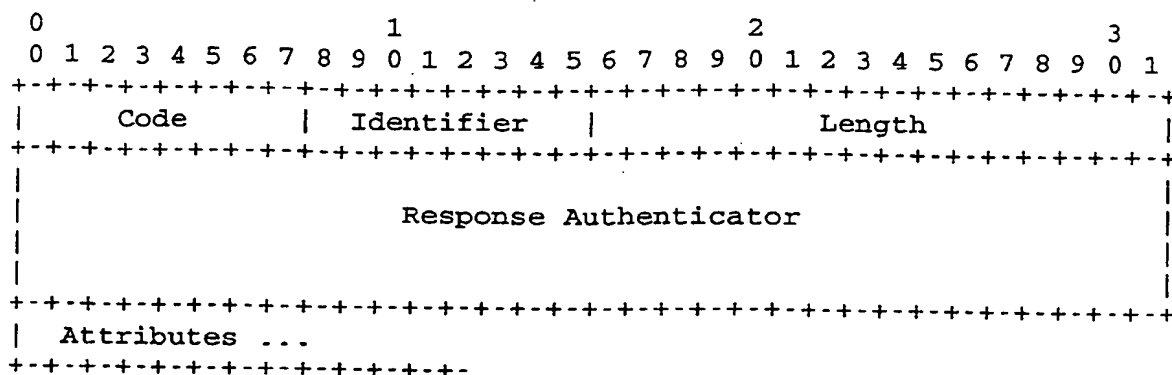 0 1 2 3
0 1 2 3 4 5 6 7 8 9 0 1 2 3 4 5 6 7 8 9 0 1 2 3 4 5 6 7 8 9 0 1
+-+-+-+-+-+-+-+-+-+-+-+-+-+-+-+-+-+-+-+-+-+-+-+-+-+-+-+-+-+-+-+-+
| Code | Identifier | Length |
+-+-+-+-+-+-+-+-+-+-+-+-+-+-+-+-+-+-+-+-+-+-+-+-+-+-+-+-+-+-+-+-+
| |
| Response Authenticator |
| |
| |
+-+-+-+-+-+-+-+-+-+-+-+-+-+-+-+-+-+-+-+-+-+-+-+-+-+-+-+-+-+-+-+-+
| Attributes ...
+-+-+-+-+-+-+-+-+-+-+-+-+-